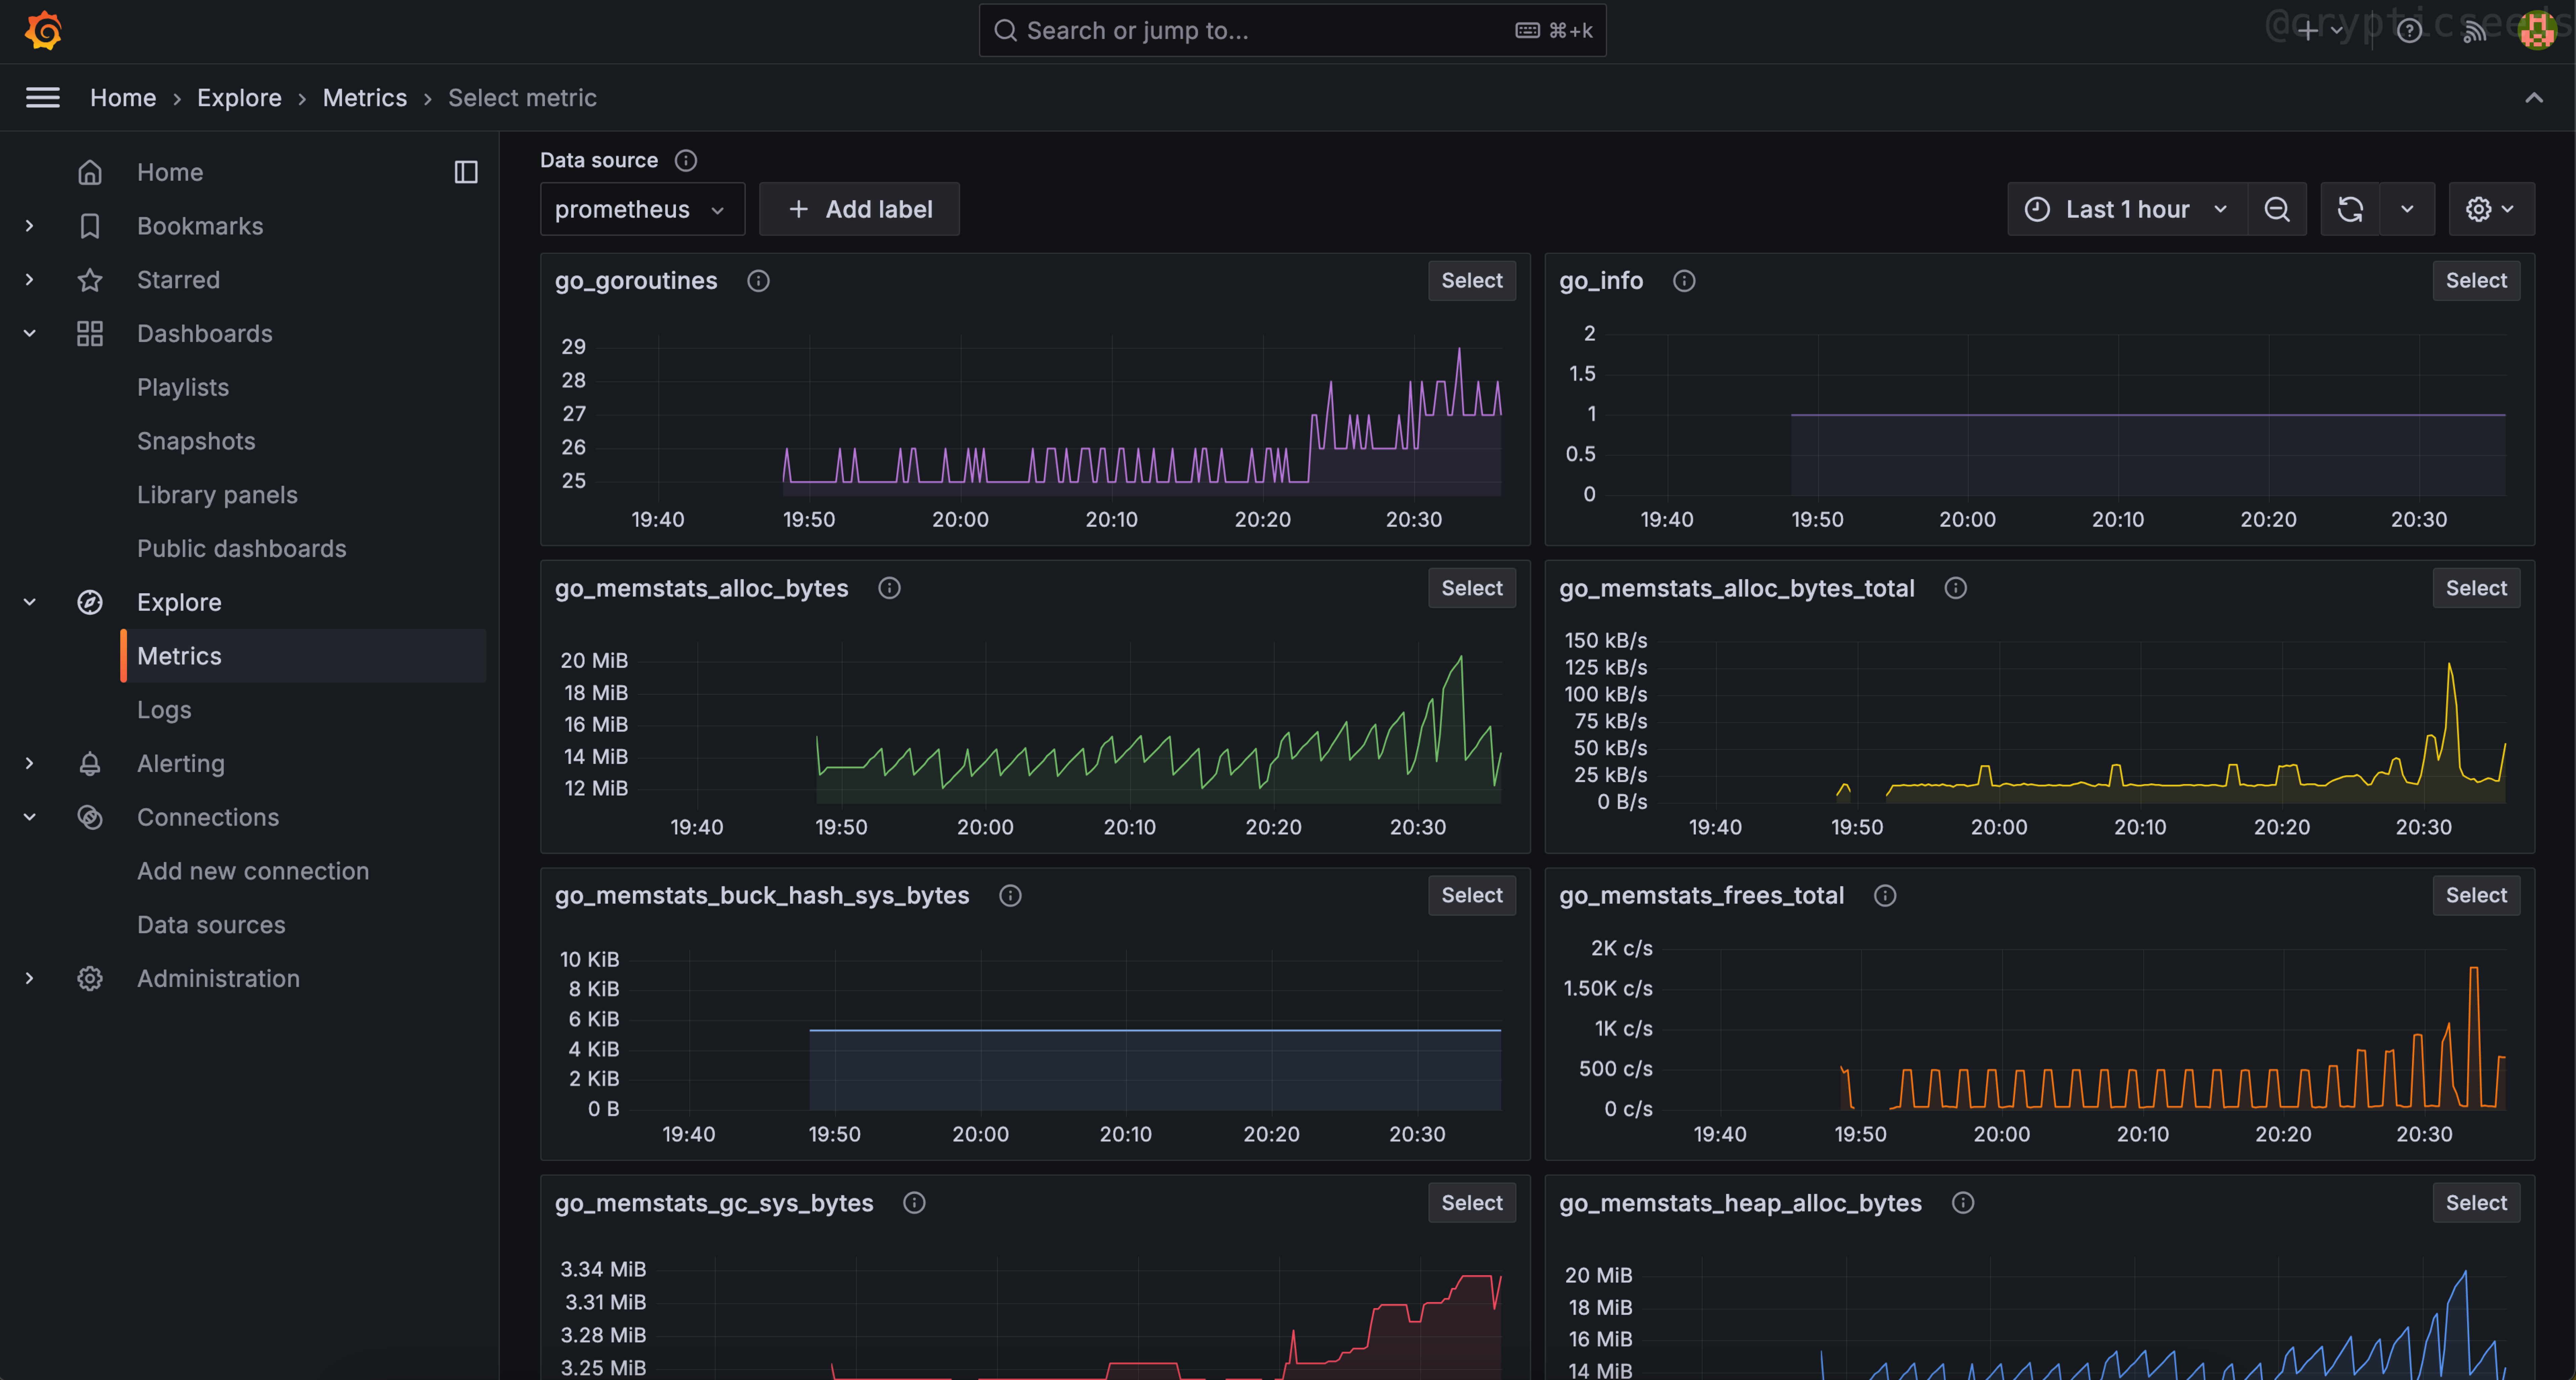 Search or jump to... ⌘+k
@crypticseeds
Home › Explore › Metrics › Select metric
Home
Bookmarks
Starred
Dashboards
Playlists
Snapshots
Library panels
Public dashboards
Explore
Metrics
Logs
Alerting
Connections
Add new connection
Data sources
Administration
Data source
prometheus
+ Add label
Last 1 hour
go_goroutines
Select
29
28
27
26
25
19:40 19:50 20:00 20:10 20:20 20:30
go_info
Select
2
1.5
1
0.5
0
19:40 19:50 20:00 20:10 20:20 20:30
go_memstats_alloc_bytes
Select
20 MiB
18 MiB
16 MiB
14 MiB
12 MiB
19:40 19:50 20:00 20:10 20:20 20:30
go_memstats_alloc_bytes_total
Select
150 kB/s
125 kB/s
100 kB/s
75 kB/s
50 kB/s
25 kB/s
0 B/s
19:40 19:50 20:00 20:10 20:20 20:30
go_memstats_buck_hash_sys_bytes
Select
10 KiB
8 KiB
6 KiB
4 KiB
2 KiB
0 B
19:40 19:50 20:00 20:10 20:20 20:30
go_memstats_frees_total
Select
2K c/s
1.50K c/s
1K c/s
500 c/s
0 c/s
19:40 19:50 20:00 20:10 20:20 20:30
go_memstats_gc_sys_bytes
Select
3.34 MiB
3.31 MiB
3.28 MiB
3.25 MiB
go_memstats_heap_alloc_bytes
Select
20 MiB
18 MiB
16 MiB
14 MiB